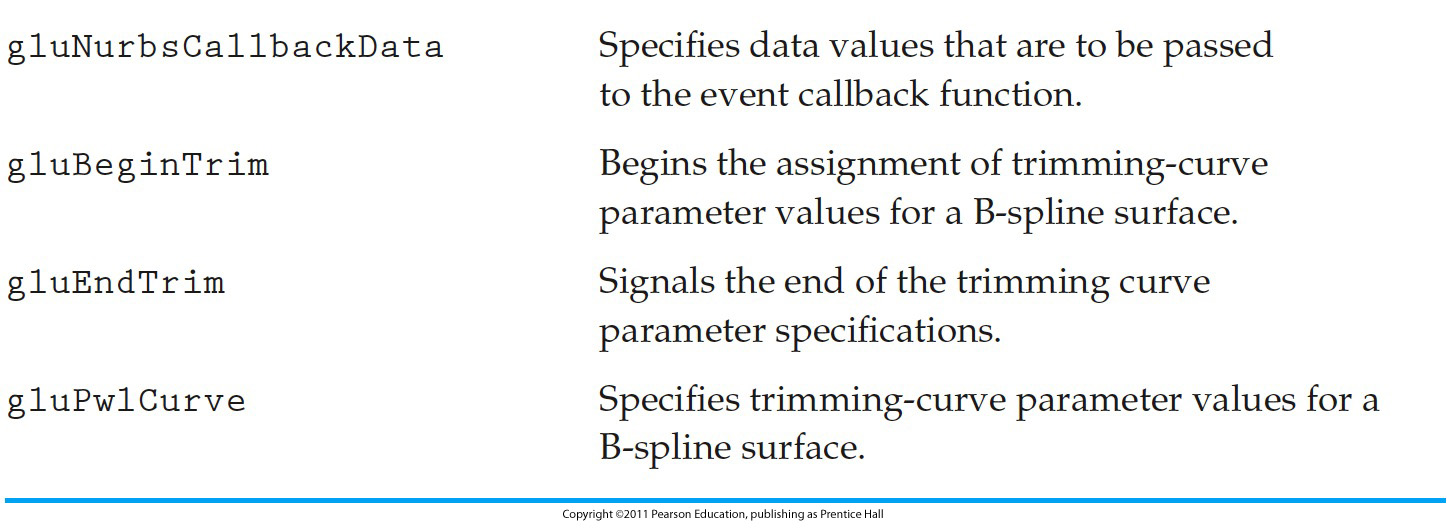 gluNurbsCallbackData Specifies data values that are to be passed
to the event callback function.
gluBeginTrim Begins the assignment of trimming-curve
parameter values for a B-spline surface.
gluEndTrim Signals the end of the trimming curve
parameter specifications.
gluPwlCurve Specifies trimming-curve parameter values for a
B-spline surface.
Copyright ©2011 Pearson Education, publishing as Prentice Hall